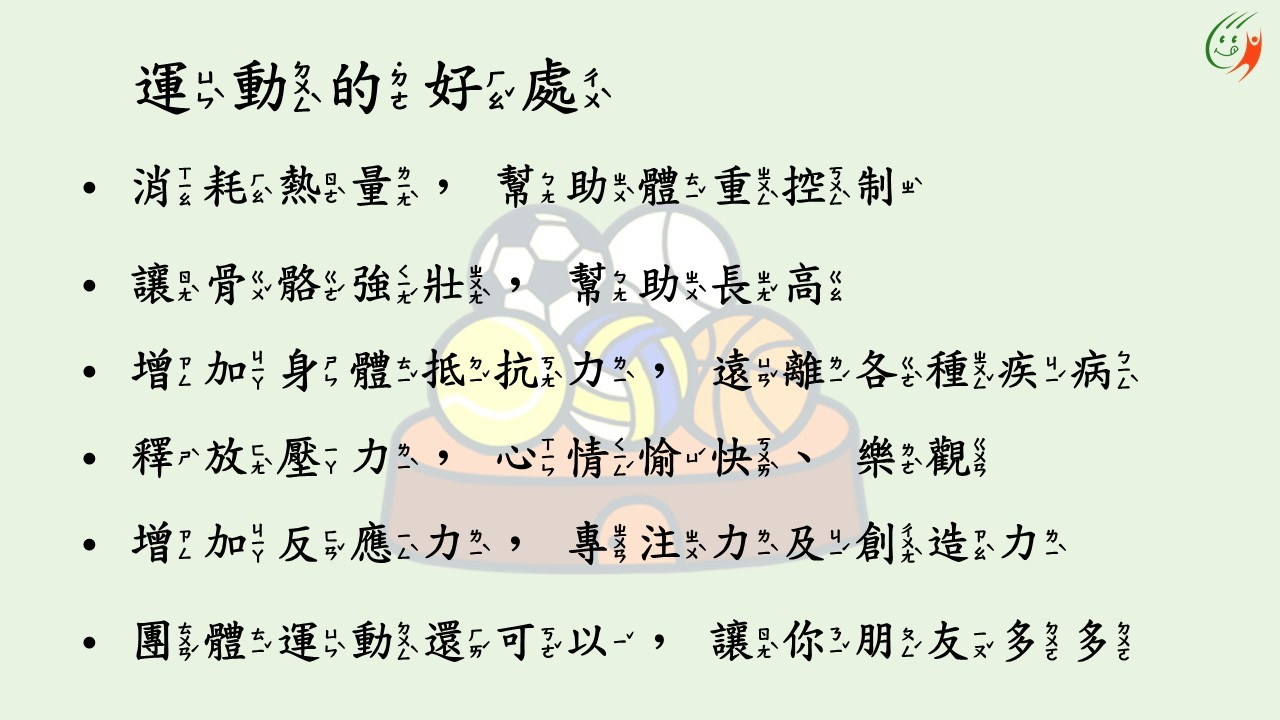 運動的好處
• 消耗熱量，幫助體重控制
• 讓骨骼強壯，幫助長高
• 增加身體抵抗力，遠離各種疾病
• 釋放壓力，心情愉快、樂觀
• 增加反應力，專注力及創造力
• 團體運動還可以，讓你朋友多多